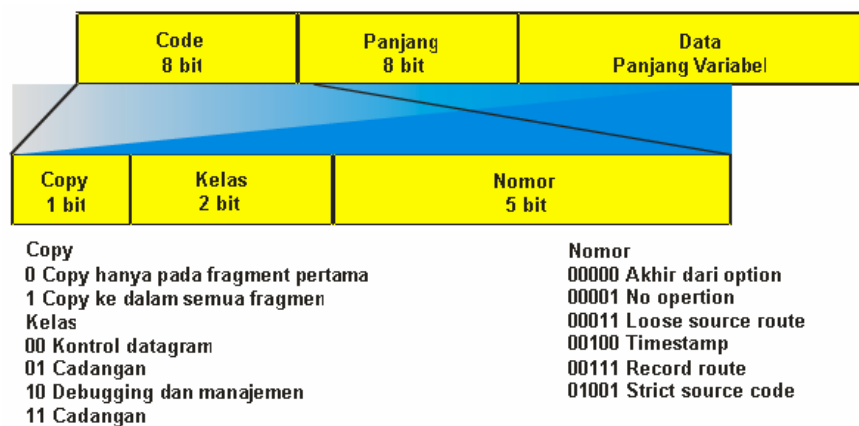 Code
8 bit
Panjang
8 bit
Data
Panjang Variabel
Copy
1 bit
Kelas
2 bit
Nomor
5 bit
Copy
0 Copy hanya pada fragment pertama
1 Copy ke dalam semua fragmen
Kelas
00 Kontrol datagram
01 Cadangan
10 Debugging dan manajemen
11 Cadangan
Nomor
00000 Akhir dari option
00001 No opertion
00011 Loose source route
00100 Timestamp
00111 Record route
01001 Strict source code